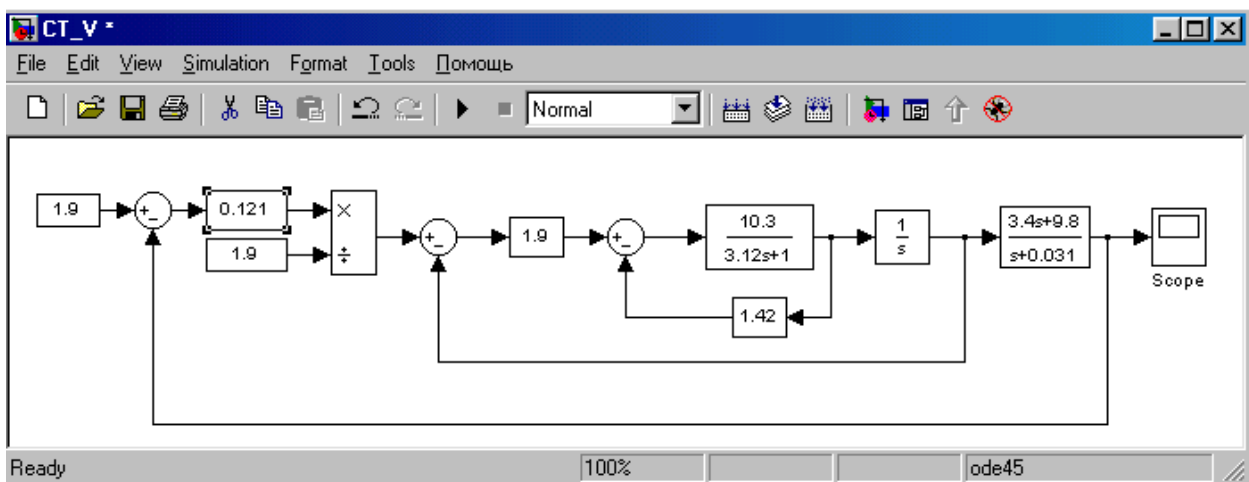 CT_V *
File Edit View Simulation Format Tools Помощь
Normal
1.9
+
-
0.121
×
1.9
÷
+
-
1.9
+
-
10.3
3.12s+1
1
s
3.4s+9.8
s+0.031
Scope
1.42
Ready 100% ode45